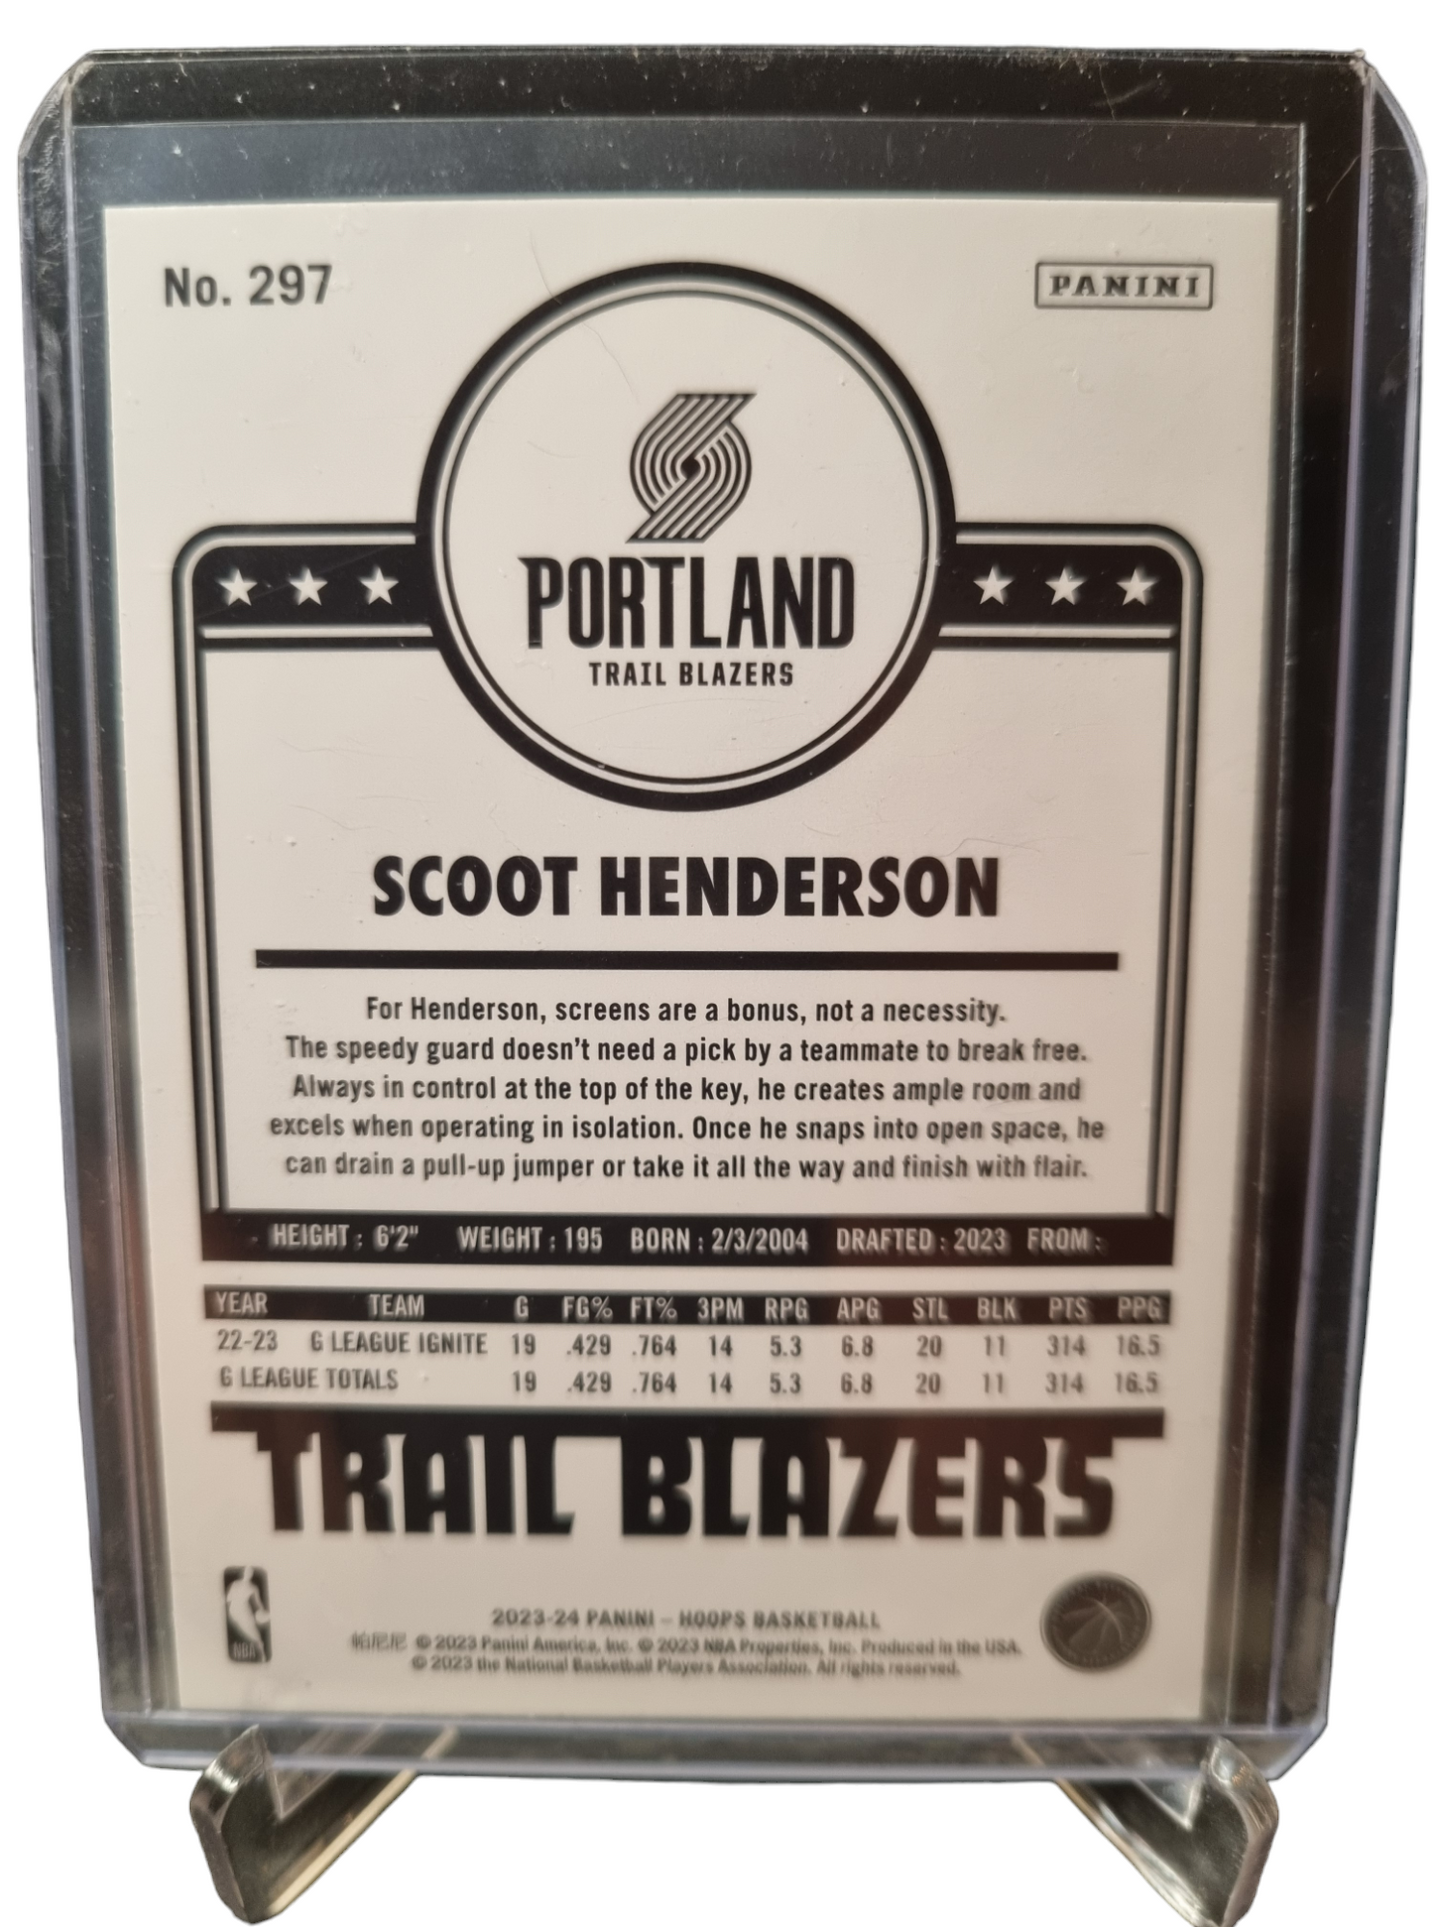 No. 297
PANINI
PORTLAND
TRAIL BLAZERS
SCOOT HENDERSON
For Henderson, screens are a bonus, not a necessity.
The speedy guard doesn't need a pick by a teammate to break free.
Always in control at the top of the key, he creates ample room and
excels when operating in isolation. Once he snaps into open space, he
can drain a pull-up jumper or take it all the way and finish with flair.
HEIGHT : 6'2" WEIGHT : 195 BORN : 2/3/2004 DRAFTED : 2023 FROM :
YEAR TEAM G FG% FT% 3PM RPG APG STL BLK PTS PPG
22-23 G LEAGUE IGNITE 19 .429 .764 14 5.3 6.8 20 11 314 16.5
G LEAGUE TOTALS 19 .429 .764 14 5.3 6.8 20 11 314 16.5
TRAIL BLAZERS
NBA
2023-24 PANINI – HOOPS BASKETBALL
帕尼尼 © 2023 Panini America, Inc. © 2023 NBA Properties, Inc. Produced in the USA.
© 2023 the National Basketball Players Association. All rights reserved.